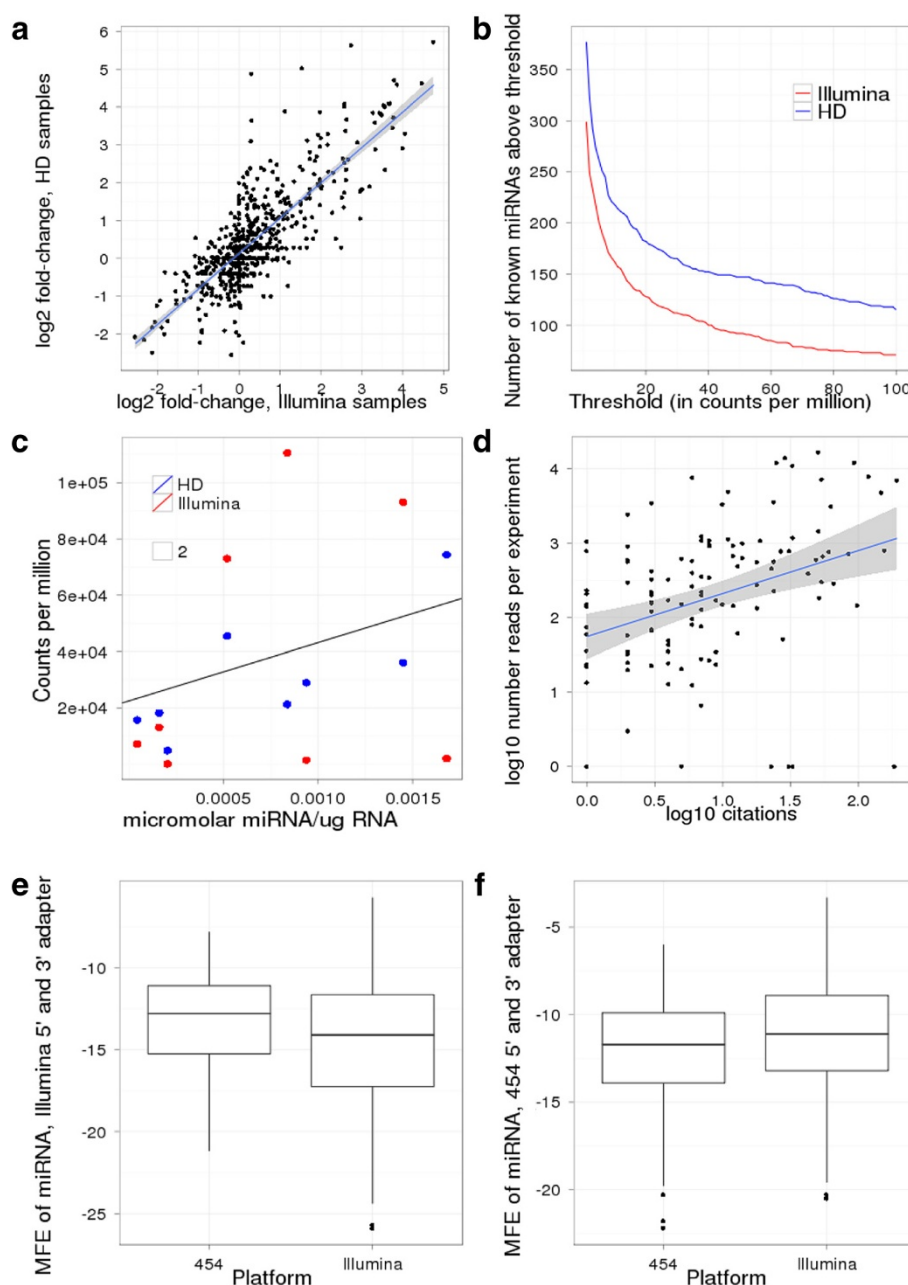 a
log2 fold-change, HD samples
6
5
4
3
2
1
0
-1
-2
-2 -1 0 1 2 3 4 5
log2 fold-change, Illumina samples
b
Number of known miRNAs above threshold
350
300
250
200
150
100
Illumina
HD
20 40 60 80 100
Threshold (in counts per million)
c
Counts per million
1e+05
8e+04
6e+04
4e+04
2e+04
HD
Illumina
2
0.0005 0.0010 0.0015
micromolar miRNA/ug RNA
d
log10 number reads per experiment
4
3
2
1
0
0.0 0.5 1.0 1.5 2.0
log10 citations
e
MFE of miRNA, Illumina 5' and 3' adapter
-10
-15
-20
-25
454 Illumina
Platform
f
MFE of miRNA, 454 5' and 3' adapter
-5
-10
-15
-20
454 Illumina
Platform